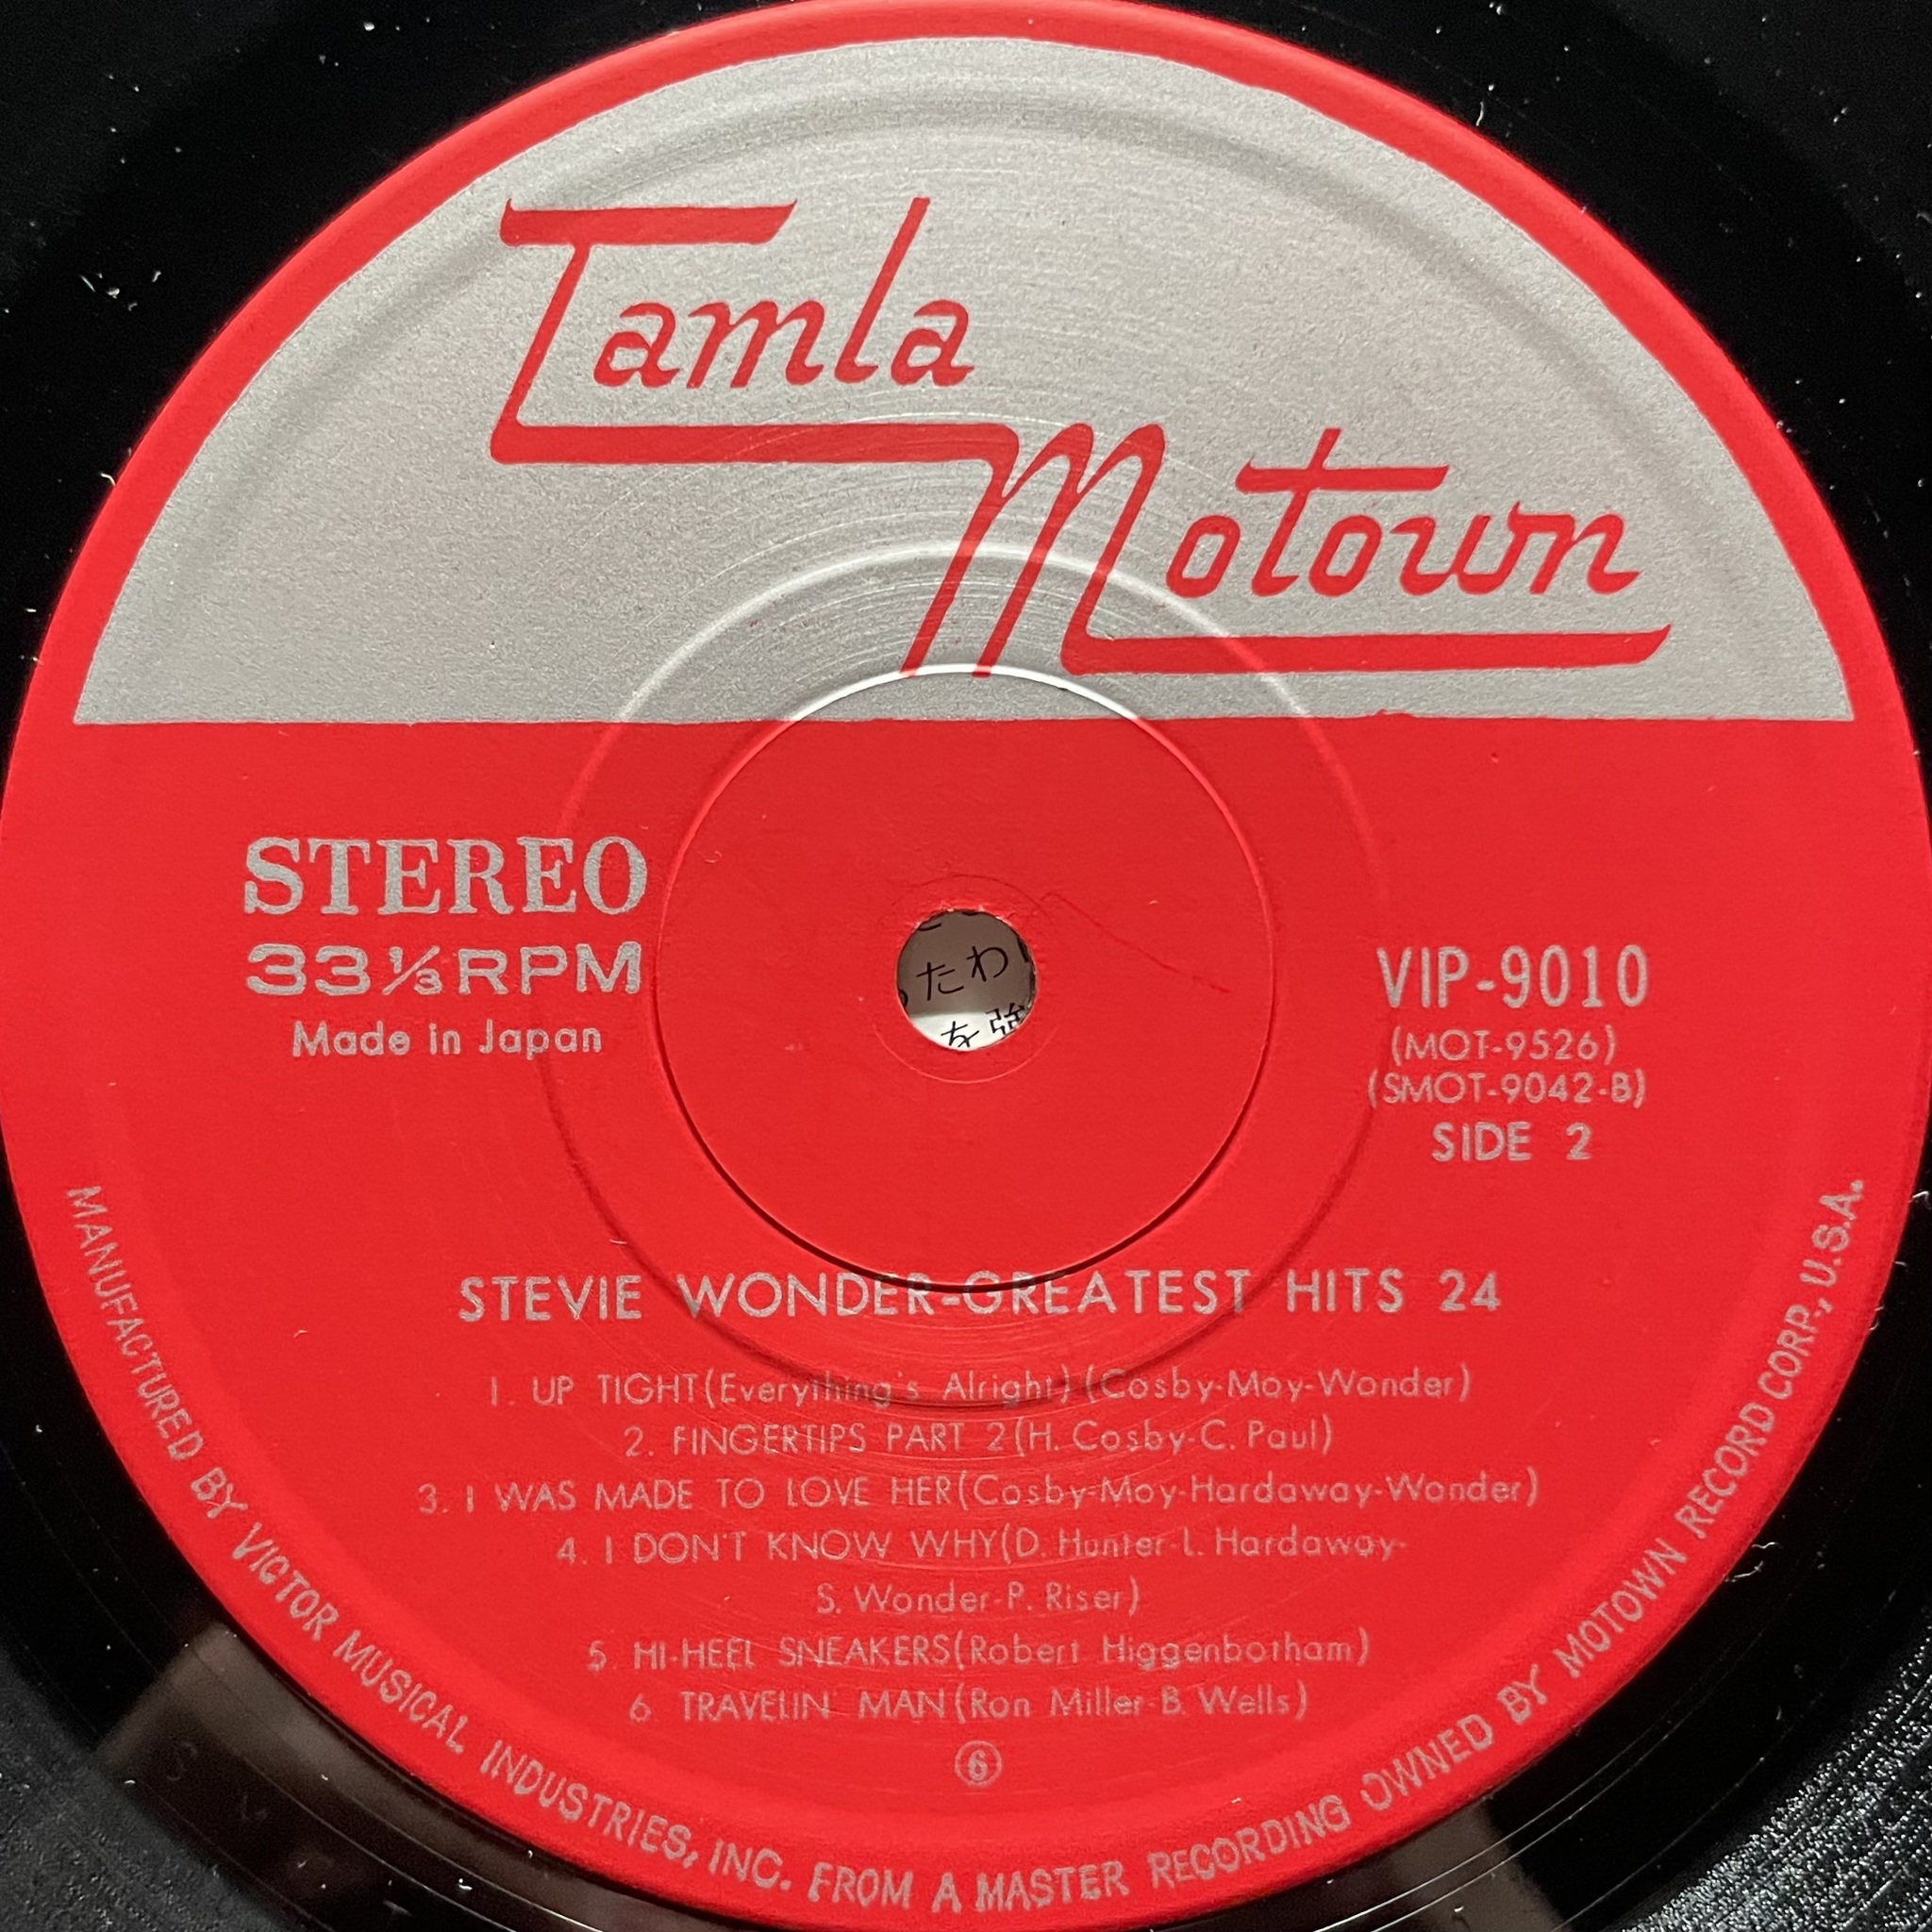 Tamla
Motown
STEREO
33⅓RPM
Made in Japan
たわ
を強
VIP-9010
(MOT-9526)
(SMOT-9042-B)
SIDE 2
STEVIE WONDER-GREATEST HITS 24
1. UP TIGHT(Everything's Alright)(Cosby-Moy-Wonder)
2. FINGERTIPS PART 2(H. Cosby-C. Paul)
3. I WAS MADE TO LOVE HER(Cosby-Moy-Hardaway-Wonder)
4. I DON'T KNOW WHY(D. Hunter-L. Hardaway-
S. Wonder-P. Riser)
5. HI-HEEL SNEAKERS(Robert Higgenbotham)
6. TRAVELIN' MAN(Ron Miller-B. Wells)
⑥
MANUFACTURED BY VICTOR MUSICAL INDUSTRIES, INC. FROM A MASTER RECORDING OWNED BY MOTOWN RECORD CORP., U.S.A.